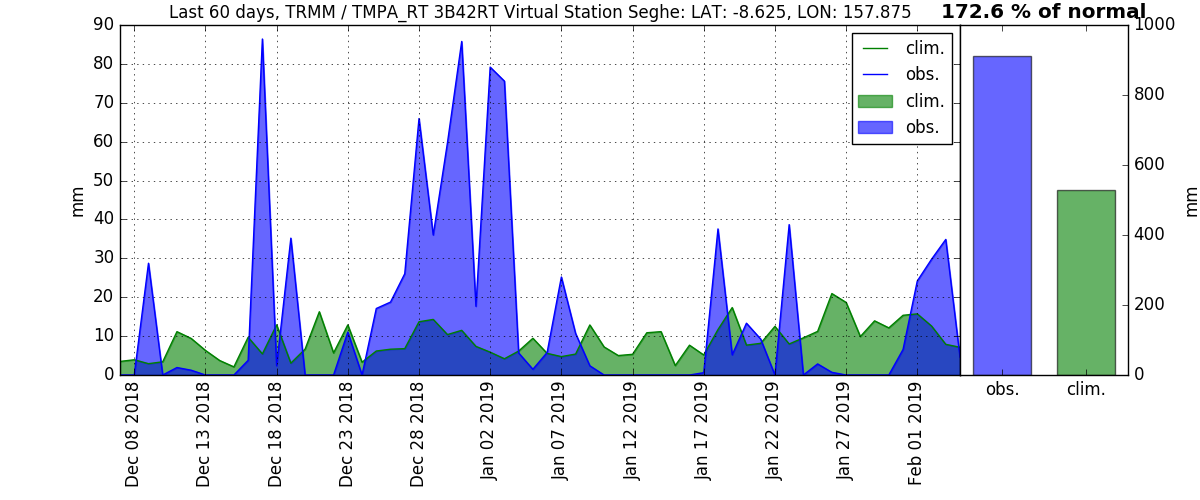 Last 60 days, TRMM / TMPA_RT 3B42RT Virtual Station Seghe: LAT: -8.625, LON: 157.875
172.6 % of normal
90
80
70
60
50
40
30
20
10
0
mm
clim.
obs.
clim.
obs.
1000
800
600
400
200
0
mm
Dec 08 2018
Dec 13 2018
Dec 18 2018
Dec 23 2018
Dec 28 2018
Jan 02 2019
Jan 07 2019
Jan 12 2019
Jan 17 2019
Jan 22 2019
Jan 27 2019
Feb 01 2019
obs.
clim.